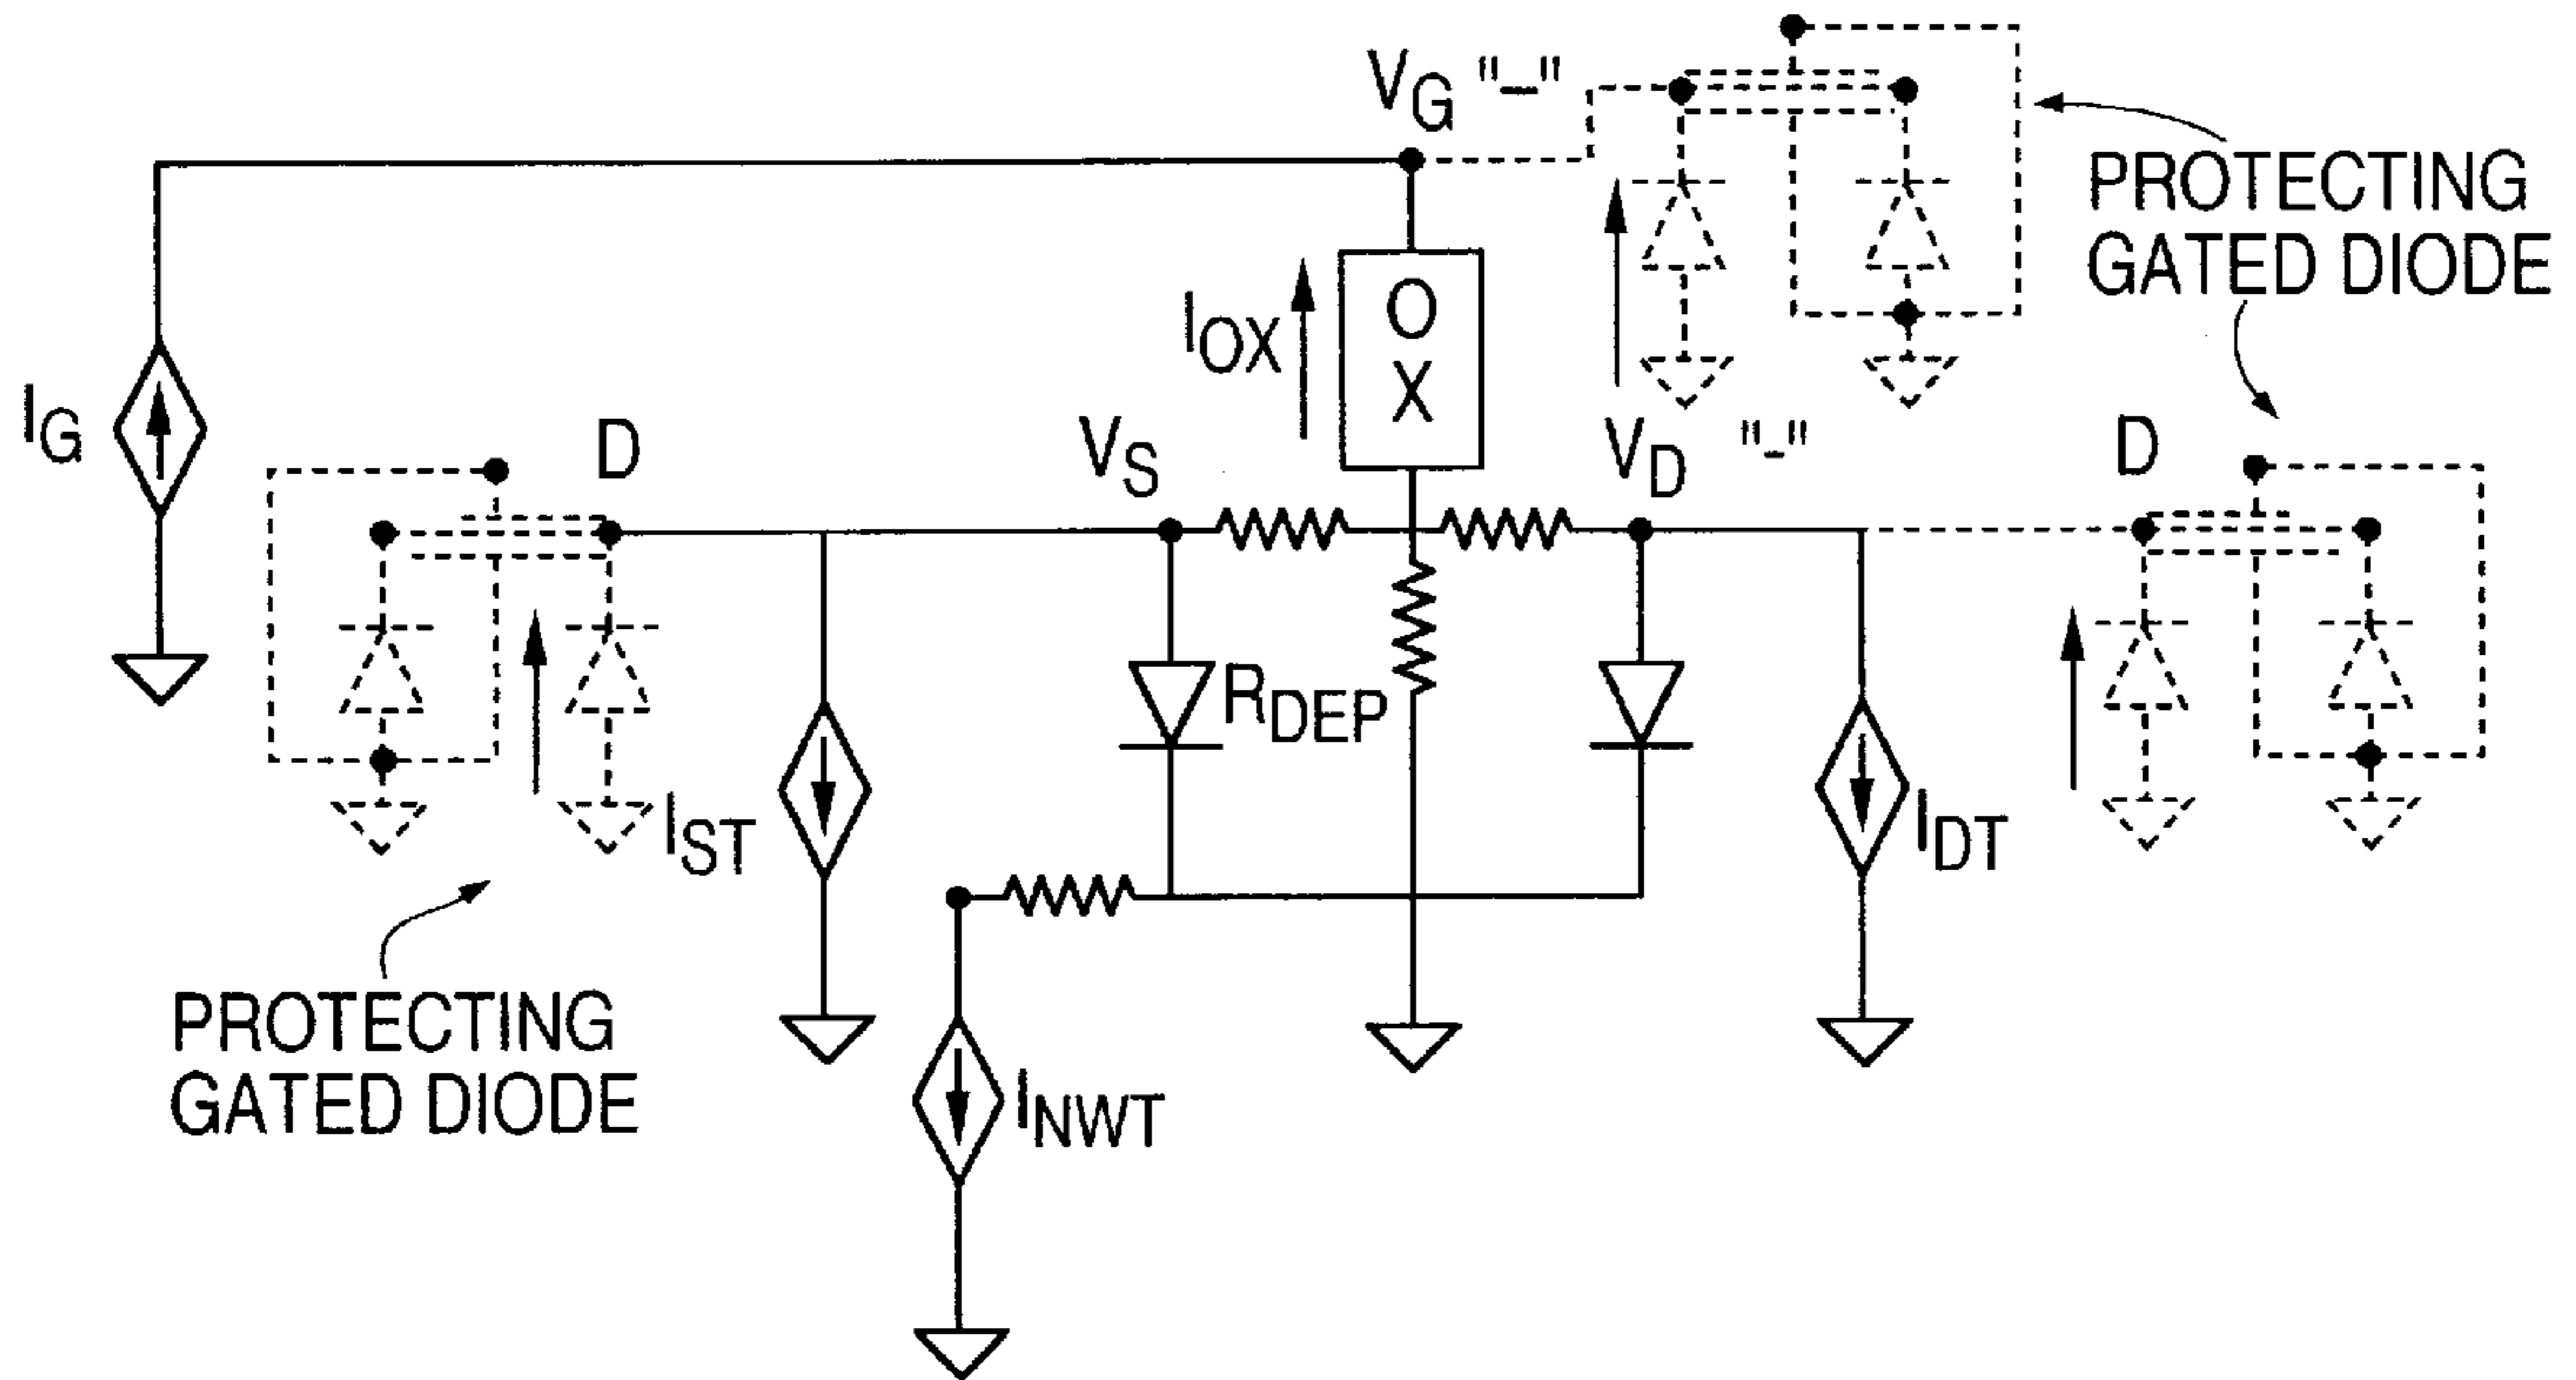 V_G "-"
PROTECTING
GATED DIODE
O
X
I_OX
I_G
D
V_S
V_D "-"
D
R_DEP
I_ST
I_DT
PROTECTING
GATED DIODE
I_NWT